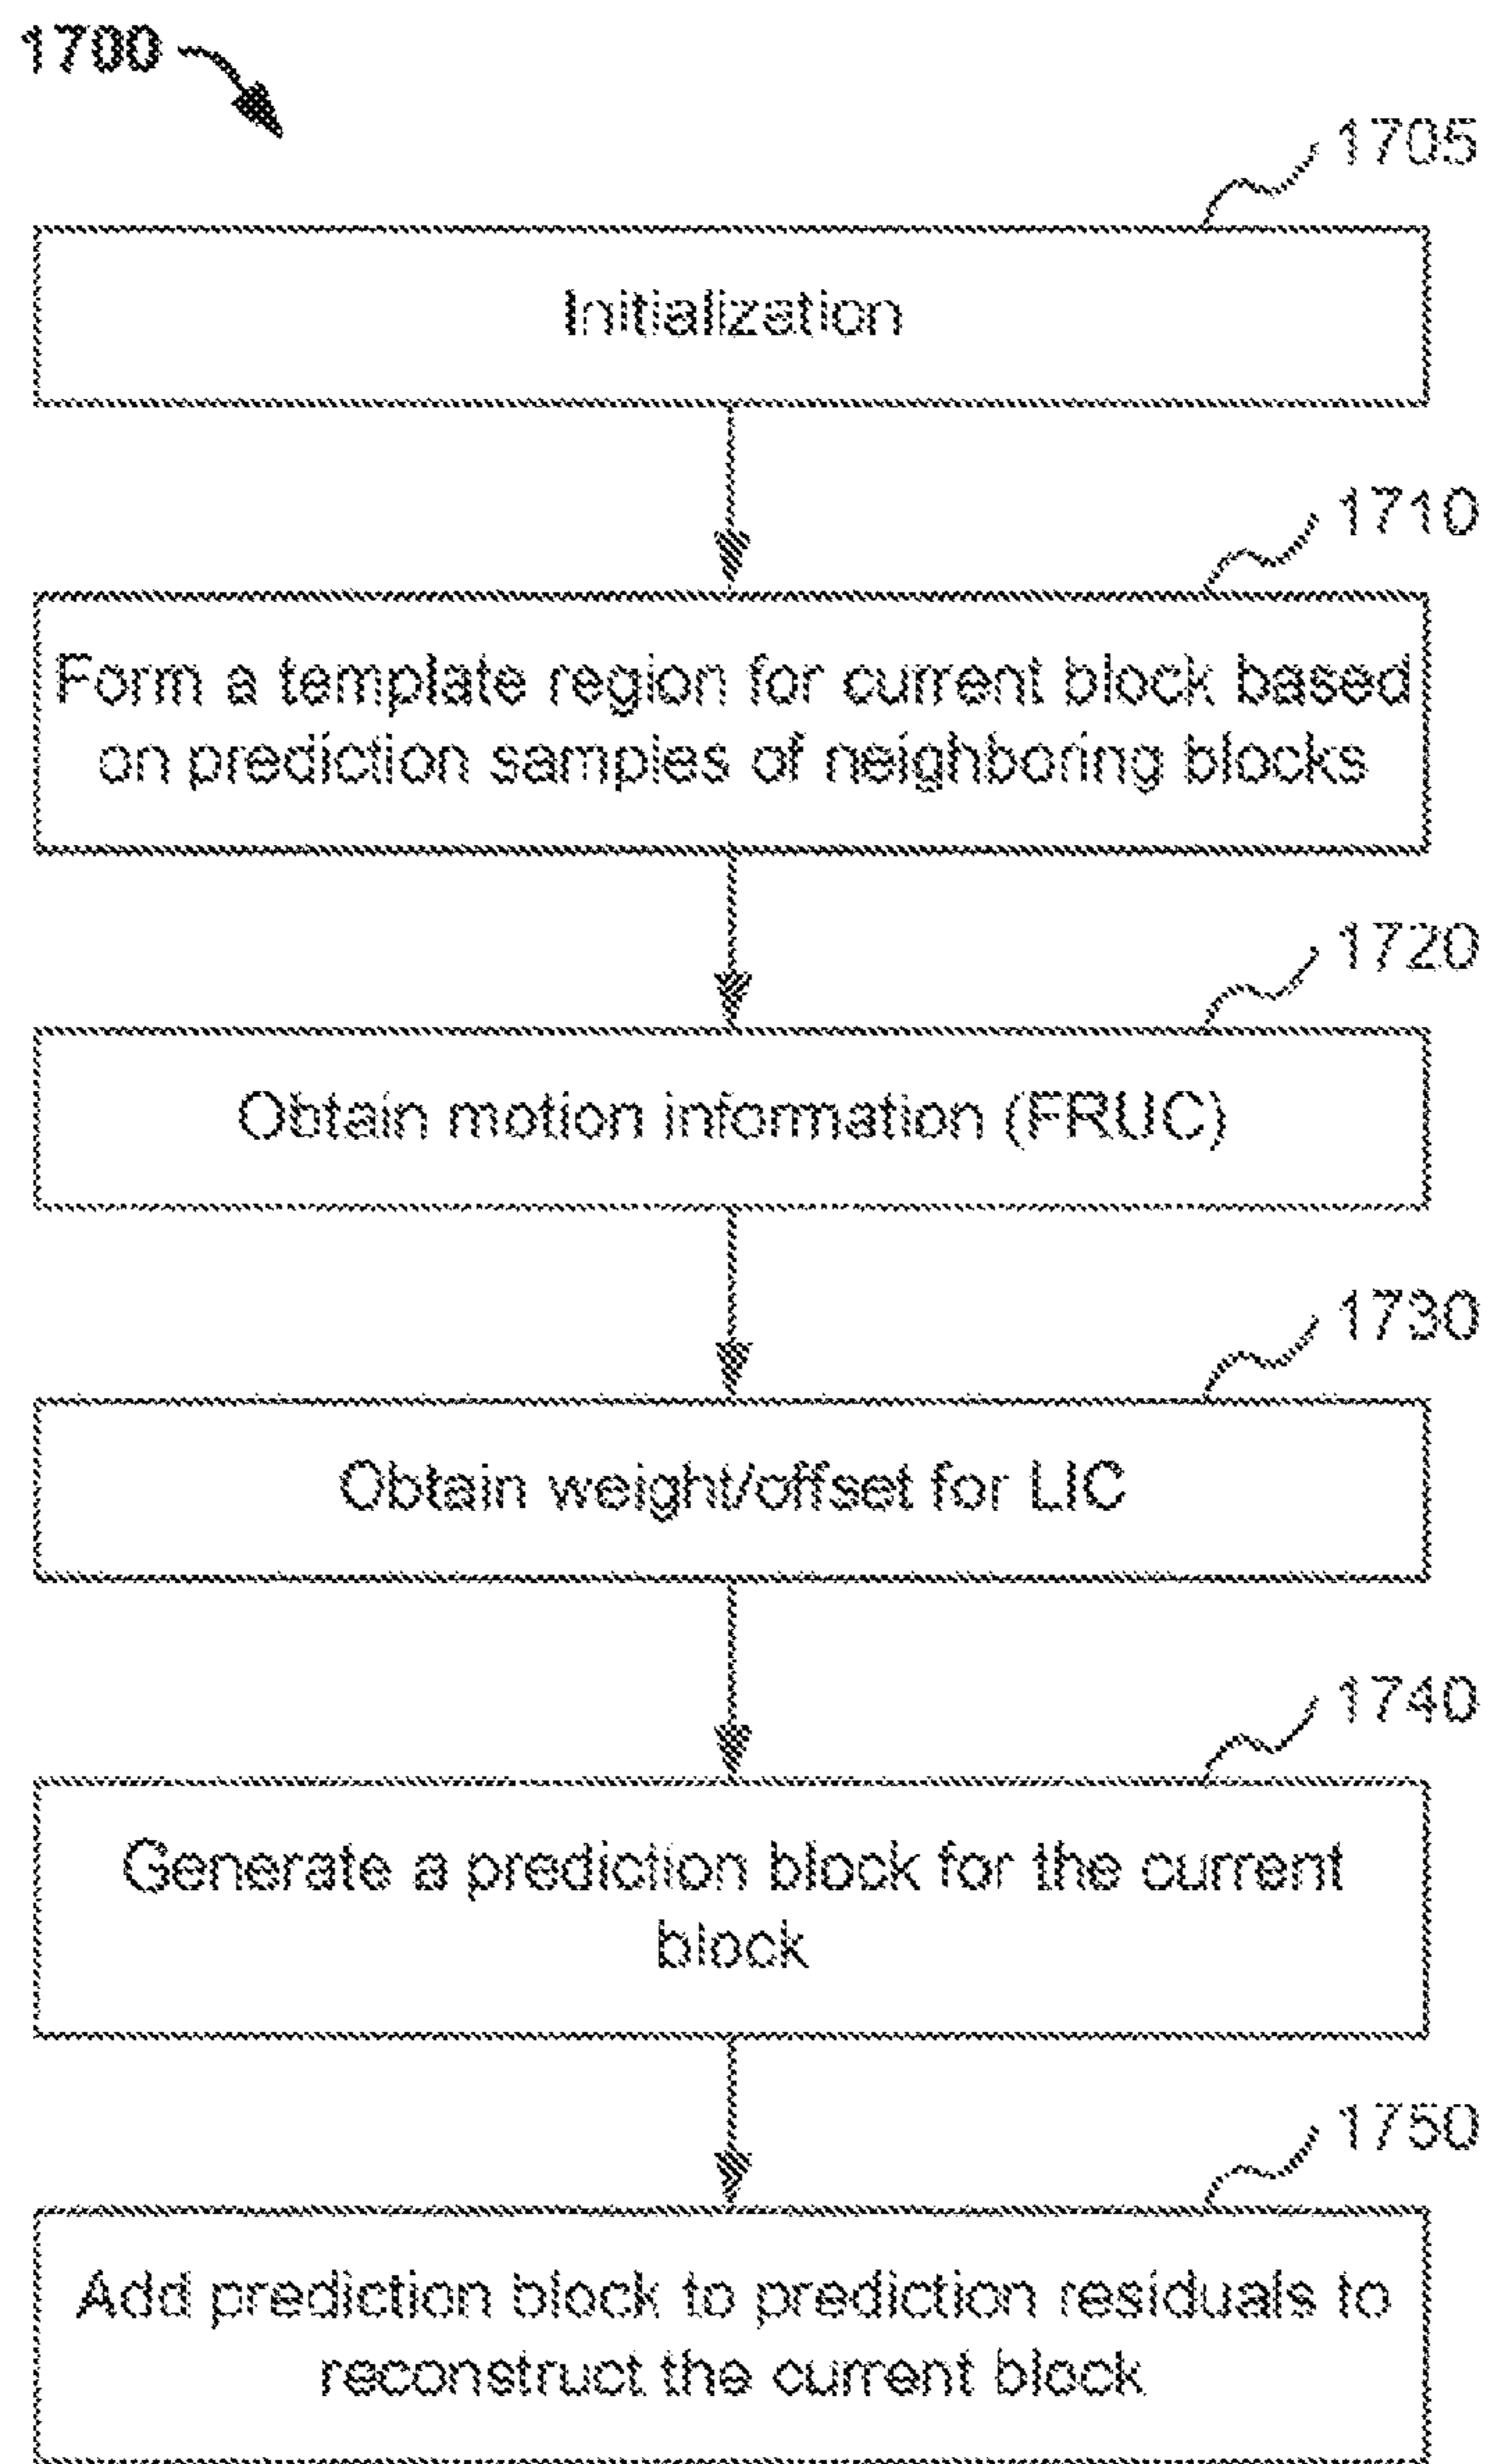 1700
1705
Initialization
1710
Form a template region for current block based
on prediction samples of neighboring blocks
1720
Obtain motion information (FRUC)
1730
Obtain weight/offset for LIC
1740
Generate a prediction block for the current
block
1750
Add prediction block to prediction residuals to
reconstruct the current block